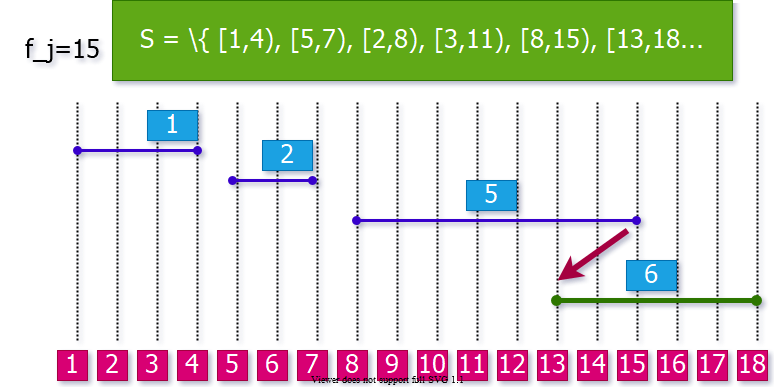 f_j=15
S = \{ [1,4), [5,7), [2,8), [3,11), [8,15), [13,18...
1
2
5
6
1 2 3 4 5 6 7 8 9 10 11 12 13 14 15 16 17 18
Viewer does not support full SVG 1.1